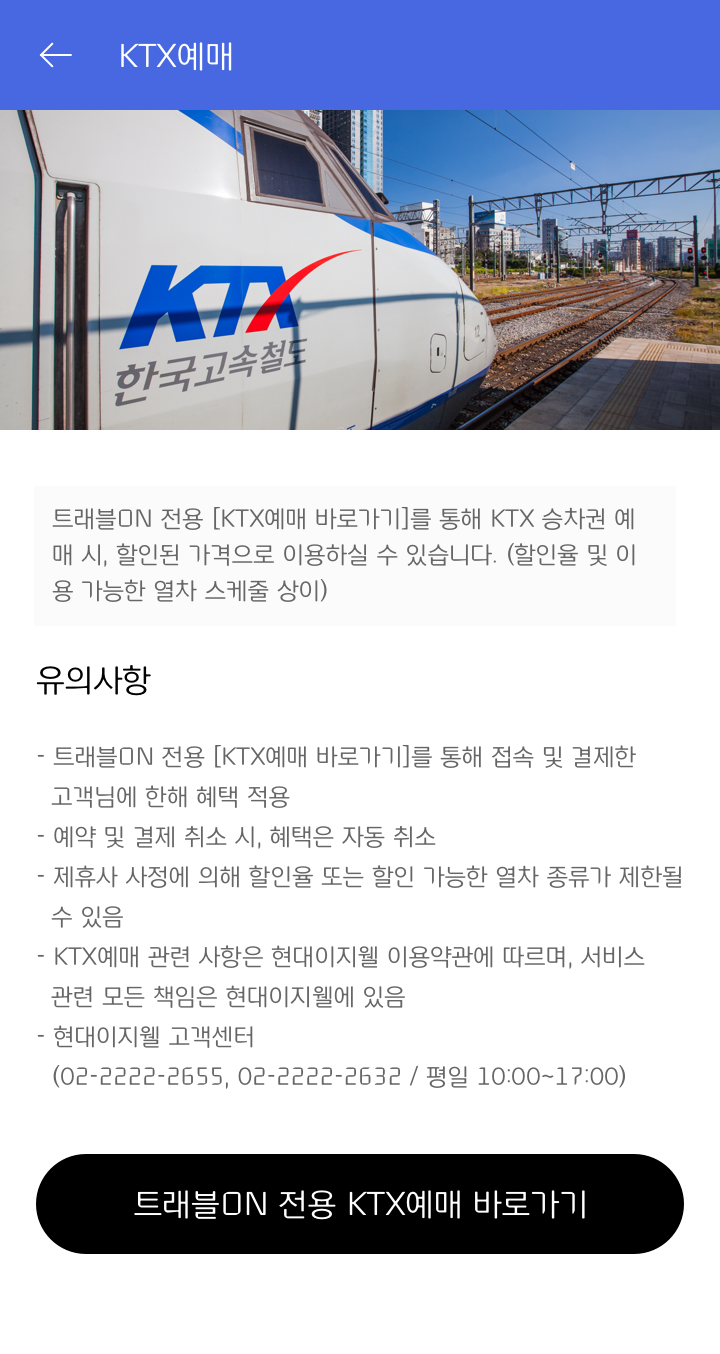 KTX예매
KTX
한국고속철도
12
트래블ON 전용 [KTX예매 바로가기]를 통해 KTX 승차권 예
매 시, 할인된 가격으로 이용하실 수 있습니다. (할인율 및 이
용 가능한 열차 스케줄 상이)
유의사항
- 트래블ON 전용 [KTX예매 바로가기]를 통해 접속 및 결제한
고객님에 한해 혜택 적용
- 예약 및 결제 취소 시, 혜택은 자동 취소
- 제휴사 사정에 의해 할인율 또는 할인 가능한 열차 종류가 제한될
수 있음
- KTX예매 관련 사항은 현대이지웰 이용약관에 따르며, 서비스
관련 모든 책임은 현대이지웰에 있음
- 현대이지웰 고객센터
(02-2222-2655, 02-2222-2632 / 평일 10:00~17:00)
트래블ON 전용 KTX예매 바로가기